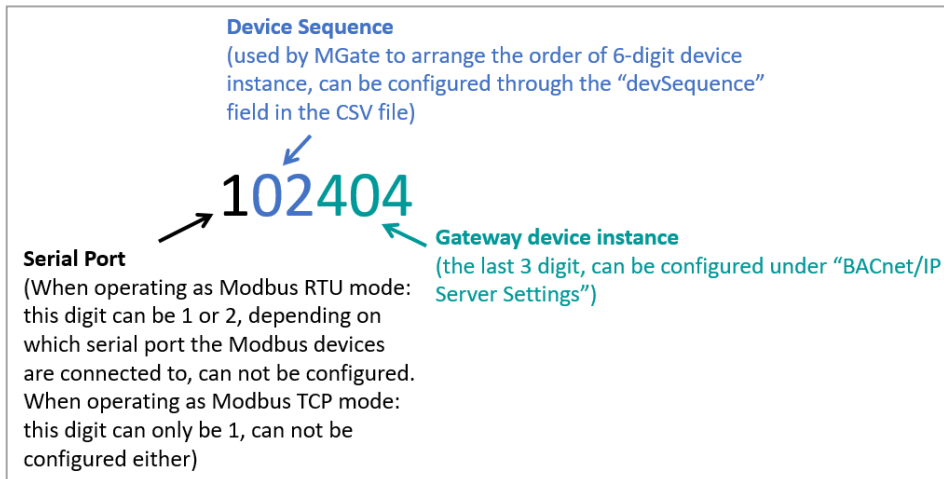 Device Sequence
(used by MGate to arrange the order of 6-digit device
instance, can be configured through the “devSequence”
field in the CSV file)
102404
Gateway device instance
(the last 3 digit, can be configured under “BACnet/IP
Server Settings”)
Serial Port
(When operating as Modbus RTU mode:
this digit can be 1 or 2, depending on
which serial port the Modbus devices
are connected to, can not be configured.
When operating as Modbus TCP mode:
this digit can only be 1, can not be
configured either)